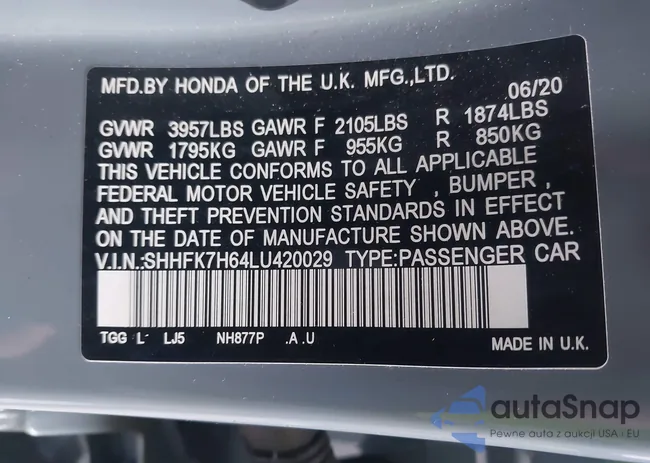 MFD.BY HONDA OF THE U.K. MFG.,LTD. 06/20
GVWR 3957LBS GAWR F 2105LBS R 1874LBS
GVWR 1795KG GAWR F 955KG R 850KG
THIS VEHICLE CONFORMS TO ALL APPLICABLE
FEDERAL MOTOR VEHICLE SAFETY , BUMPER ,
AND THEFT PREVENTION STANDARDS IN EFFECT
ON THE DATE OF MANUFACTURE SHOWN ABOVE.
V.I.N.:SHHFK7H64LU420029 TYPE:PASSENGER CAR
TGG L LJ5 NH877P .A .U MADE IN U.K.
autaSnap
Pewne auta z aukcji USA i EU